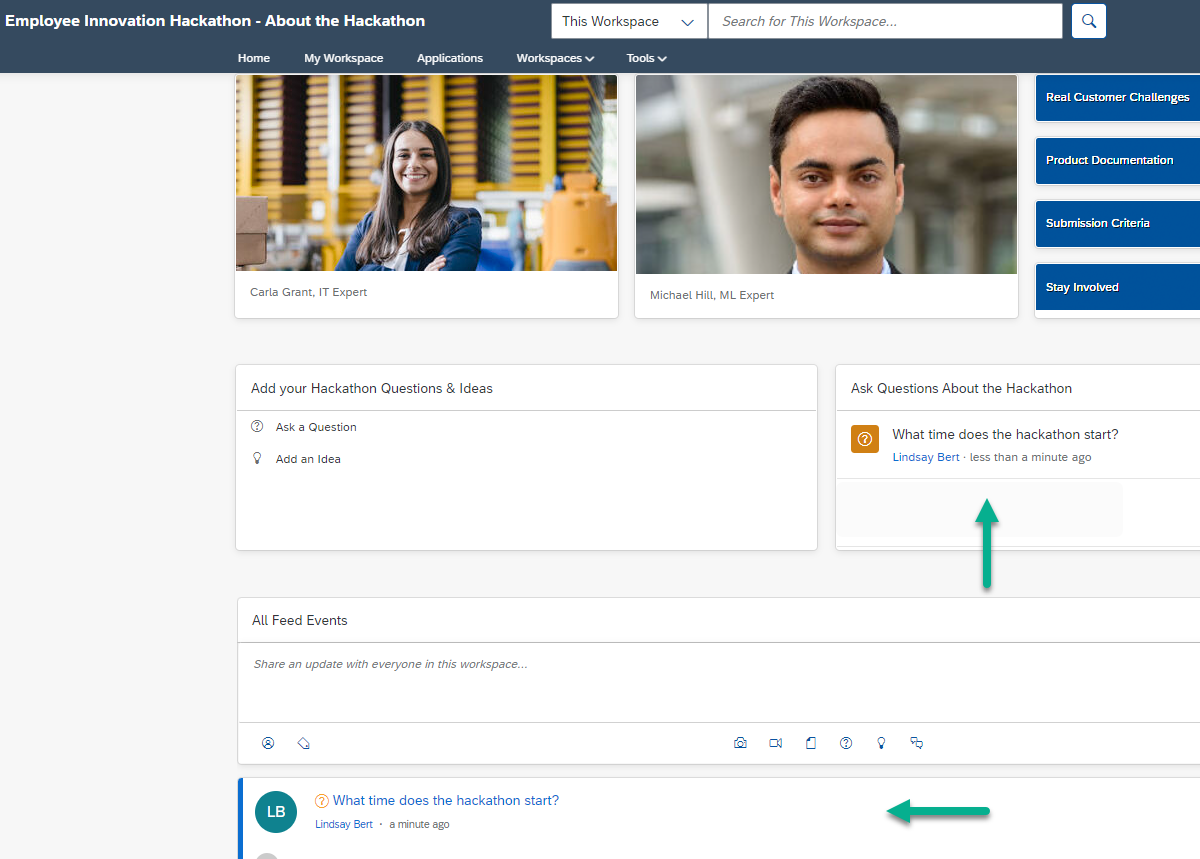 Employee Innovation Hackathon - About the Hackathon
This Workspace
Search for This Workspace...
Home
My Workspace
Applications
Workspaces
Tools
Carla Grant, IT Expert
Michael Hill, ML Expert
Real Customer Challenges
Product Documentation
Submission Criteria
Stay Involved
Add your Hackathon Questions & Ideas
Ask a Question
Add an Idea
Ask Questions About the Hackathon
What time does the hackathon start?
Lindsay Bert · less than a minute ago
All Feed Events
Share an update with everyone in this workspace...
LB
What time does the hackathon start?
Lindsay Bert · a minute ago